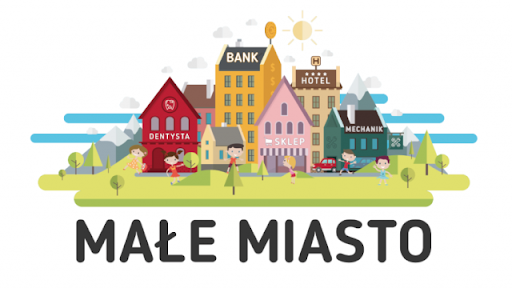 BANK
HOTEL
DENTYSTA
SKLEP
MECHANIK
MAŁE MIASTO